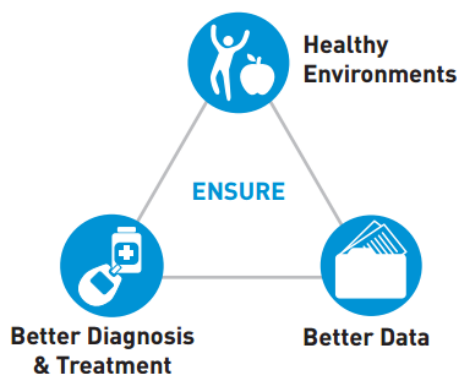 Healthy
Environments
ENSURE
Better Diagnosis
& Treatment
Better Data